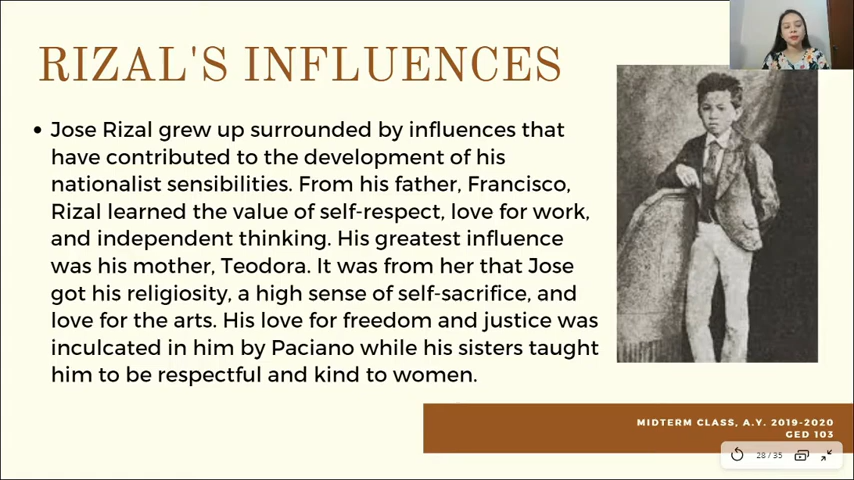 RIZAL'S INFLUENCES
• Jose Rizal grew up surrounded by influences that
have contributed to the development of his
nationalist sensibilities. From his father, Francisco,
Rizal learned the value of self-respect, love for work,
and independent thinking. His greatest influence
was his mother, Teodora. It was from her that Jose
got his religiosity, a high sense of self-sacrifice, and
love for the arts. His love for freedom and justice was
inculcated in him by Paciano while his sisters taught
him to be respectful and kind to women.
MIDTERM CLASS, A.Y. 2019-2020
GED 103
28 / 35